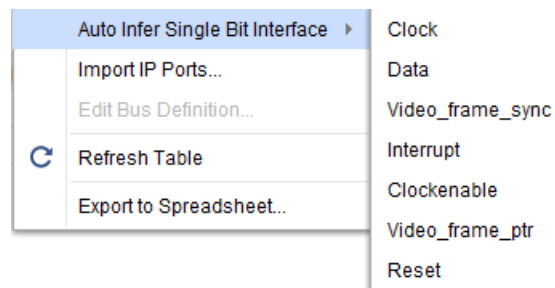 Auto Infer Single Bit Interface
Import IP Ports...
Edit Bus Definition...
Refresh Table
Export to Spreadsheet...
Clock
Data
Video_frame_sync
Interrupt
Clockenable
Video_frame_ptr
Reset